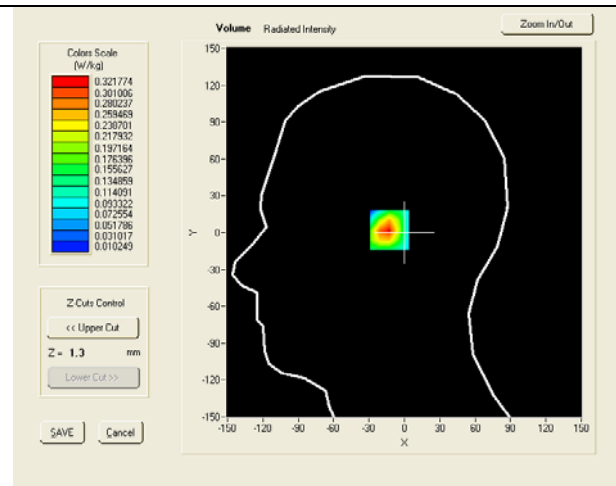 Volume Radiated Intensity
Zoom In/Out
Colors Scale
(W/kg)
0.321774
0.301006
0.280237
0.259469
0.238701
0.217932
0.197164
0.176396
0.155627
0.134859
0.114091
0.093322
0.072554
0.051786
0.031017
0.010249
Z-Cuts Control
<< Upper Cut
Z = 1.3 mm
Lower Cut >>
SAVE Cancel
150
120
90
60
30
Y 0
-30
-60
-90
-120
-150
-150 -120 -90 -60 -30 0 30 60 90 120 150
X